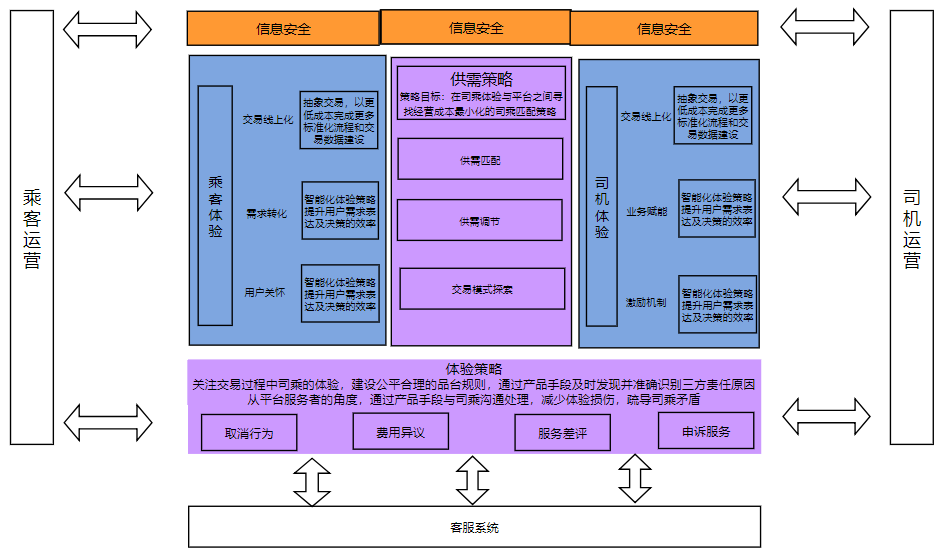 信息安全
信息安全
信息安全
乘客运营
乘客体验
交易线上化
抽象交易，以更
低成本完成更多
标准化流程和交
易数据建设
需求转化
智能化体验策略
提升用户需求表
达及决策的效率
用户关怀
智能化体验策略
提升用户需求表
达及决策的效率
供需策略
策略目标：在司乘体验与平台之间寻
找经营成本最小化的司乘匹配策略
供需匹配
供需调节
交易模式探索
司机体验
交易线上化
抽象交易，以更
低成本完成更多
标准化流程和交
易数据建设
业务赋能
智能化体验策略
提升用户需求表
达及决策的效率
激励机制
智能化体验策略
提升用户需求表
达及决策的效率
司机运营
体验策略
关注交易过程中司乘的体验，建设公平合理的品台规则，通过产品手段及时发现并准确识别三方责任原因
从平台服务者的角度，通过产品手段与司乘沟通处理，减少体验损伤，疏导司乘矛盾
取消行为
费用异议
服务差评
申诉服务
客服系统